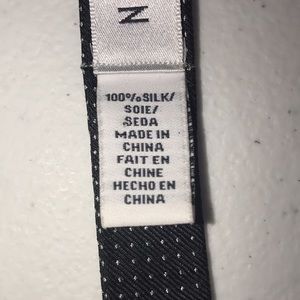 N
100%SILK/
SOIE/
SEDA
MADE IN
CHINA
FAIT EN
CHINE
HECHO EN
CHINA